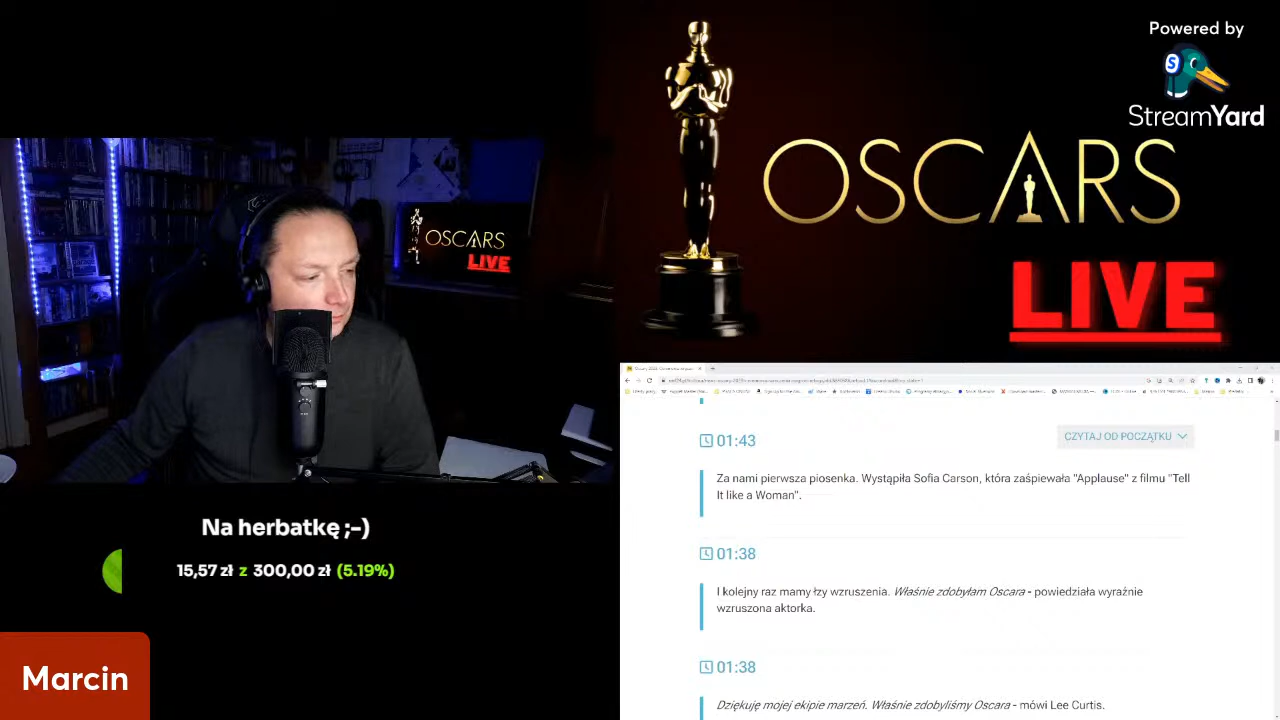 Powered by
StreamYard
OSCARS
LIVE
OSCARS
LIVE
Na herbatkę ;-)
15,57 zł z 300,00 zł (5.19%)
Marcin
01:43
CZYTAJ OD POCZĄTKU
Za nami pierwsza piosenka. Wystąpiła Sofia Carson, która zaśpiewała "Applause" z filmu "Tell
It like a Woman".
01:38
I kolejny raz mamy łzy wzruszenia. Właśnie zdobyłam Oscara - powiedziała wyraźnie
wzruszona aktorka.
01:38
Dziękuję mojej ekipie marzeń. Właśnie zdobyliśmy Oscara - mówi Lee Curtis.